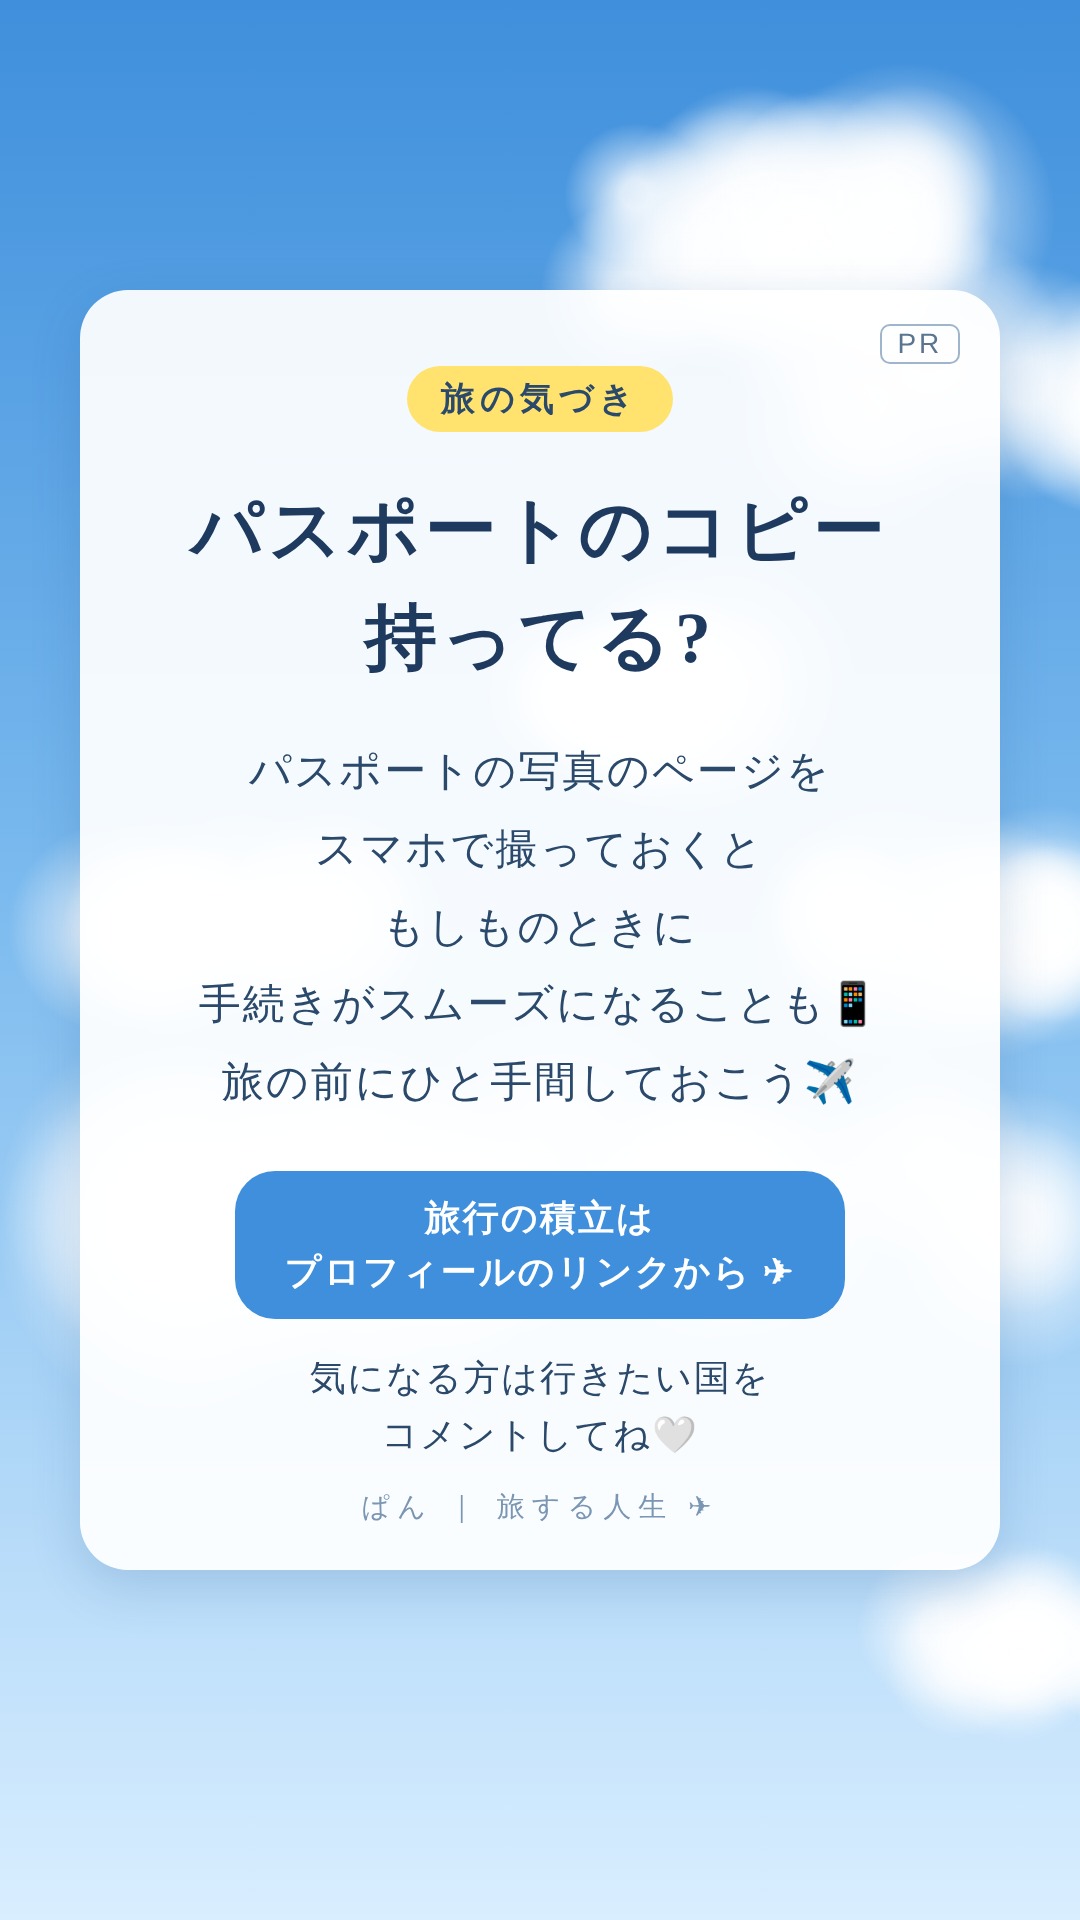 PR
旅の気づき
パスポートのコピー
持ってる?
パスポートの写真のページを
スマホで撮っておくと
もしものときに
手続きがスムーズになることも📱
旅の前にひと手間しておこう✈️
旅行の積立は
プロフィールのリンクから ✈
気になる方は行きたい国を
コメントしてね🤍
ぱん ｜ 旅する人生 ✈